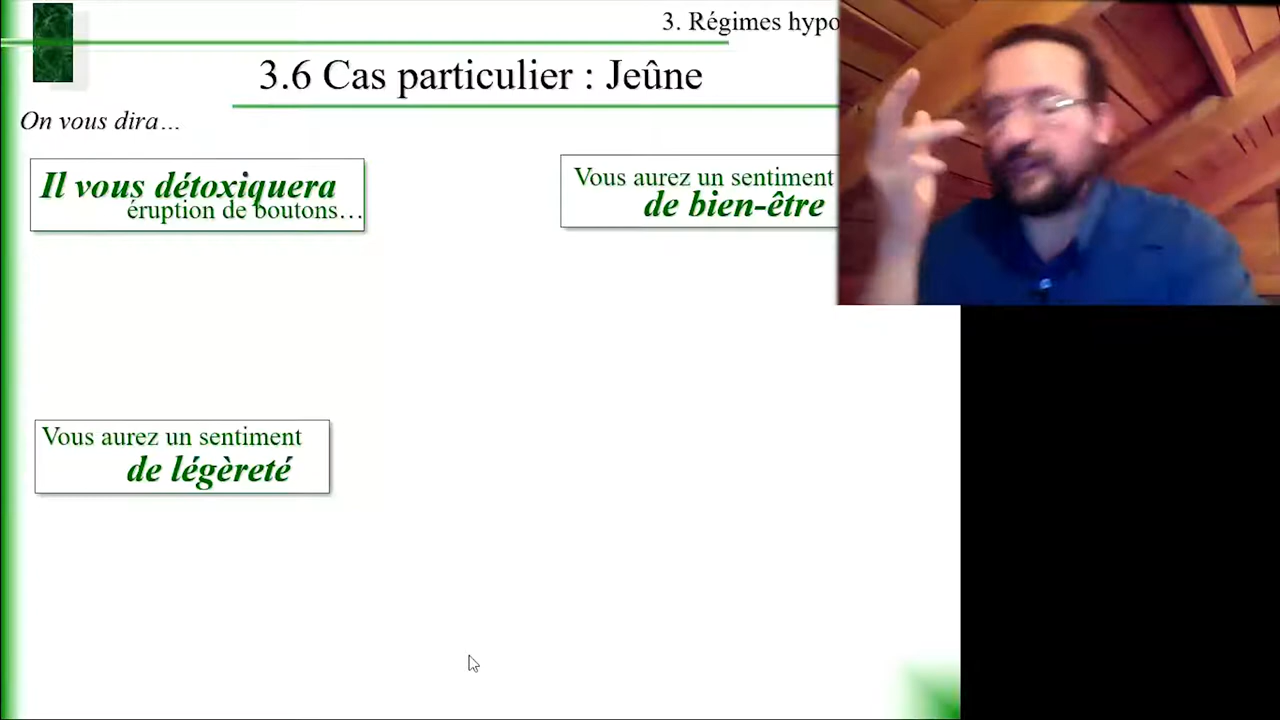 3. Régimes hypo
3.6 Cas particulier : Jeûne
On vous dira…
Il vous détoxiquera
éruption de boutons…
Vous aurez un sentiment
de bien-être
Vous aurez un sentiment
de légèreté